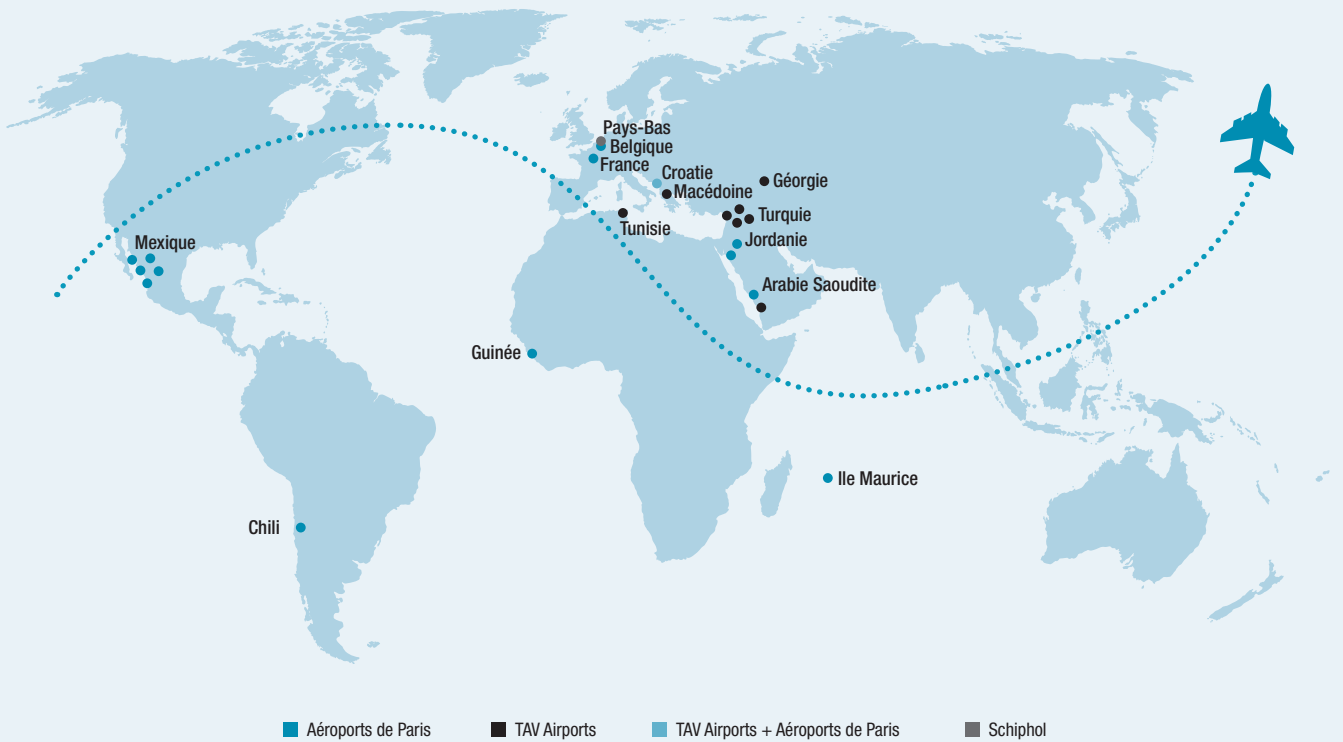 Pays-Bas
Belgique
France
Croatie
Macédoine
Géorgie
Tunisie
Turquie
Mexique
Jordanie
Arabie Saoudite
Guinée
Ile Maurice
Chili
Aéroports de Paris
TAV Airports
TAV Airports + Aéroports de Paris
Schiphol